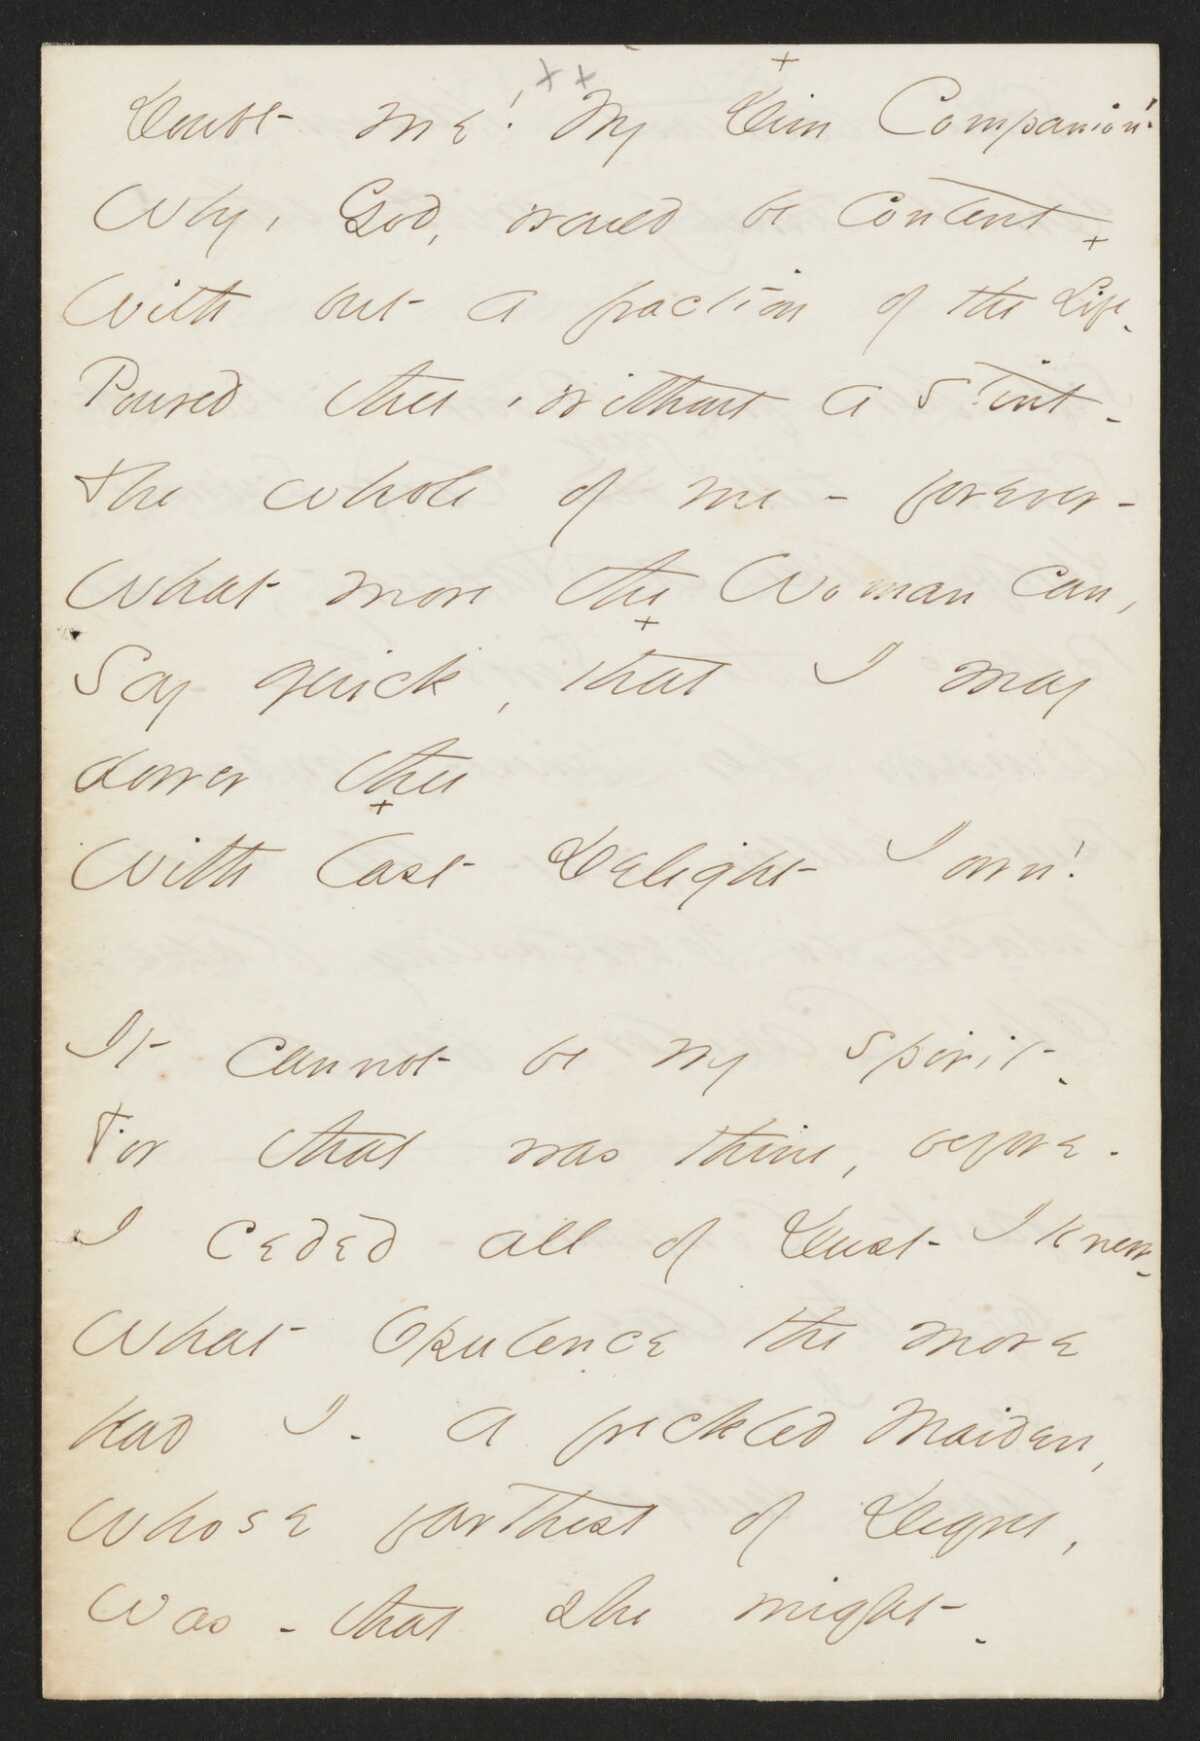 Doubt me! My Dim Companion!
Why, God, would be content
With but a fraction of the Life -
Poured thee, without a stint -
The whole of me - forever -
What more the Woman can,
Say quick, that I may
dower thee
With last Delight I own!
It cannot be my spirit -
For that was thine, before -
I ceded all of Dust I knew -
What Opulence the more
Had I - a freckled Maiden,
Whose farthest of Degree,
Was - that she might -